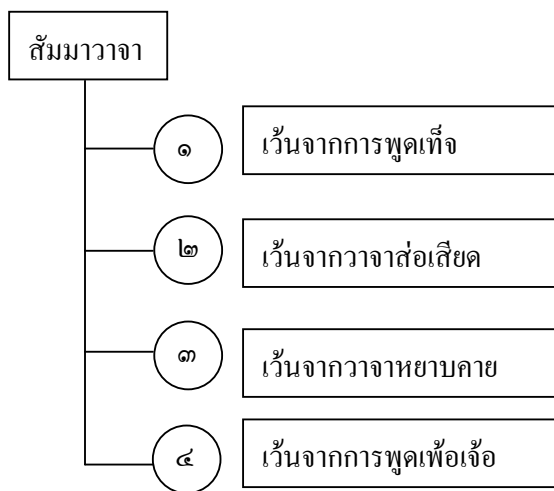 สัมมาวาจา
๑ เว้นจากการพูดเท็จ
๒ เว้นจากวาจาส่อเสียด
๓ เว้นจากวาจาหยาบคาย
๔ เว้นจากการพูดเพ้อเจ้อ